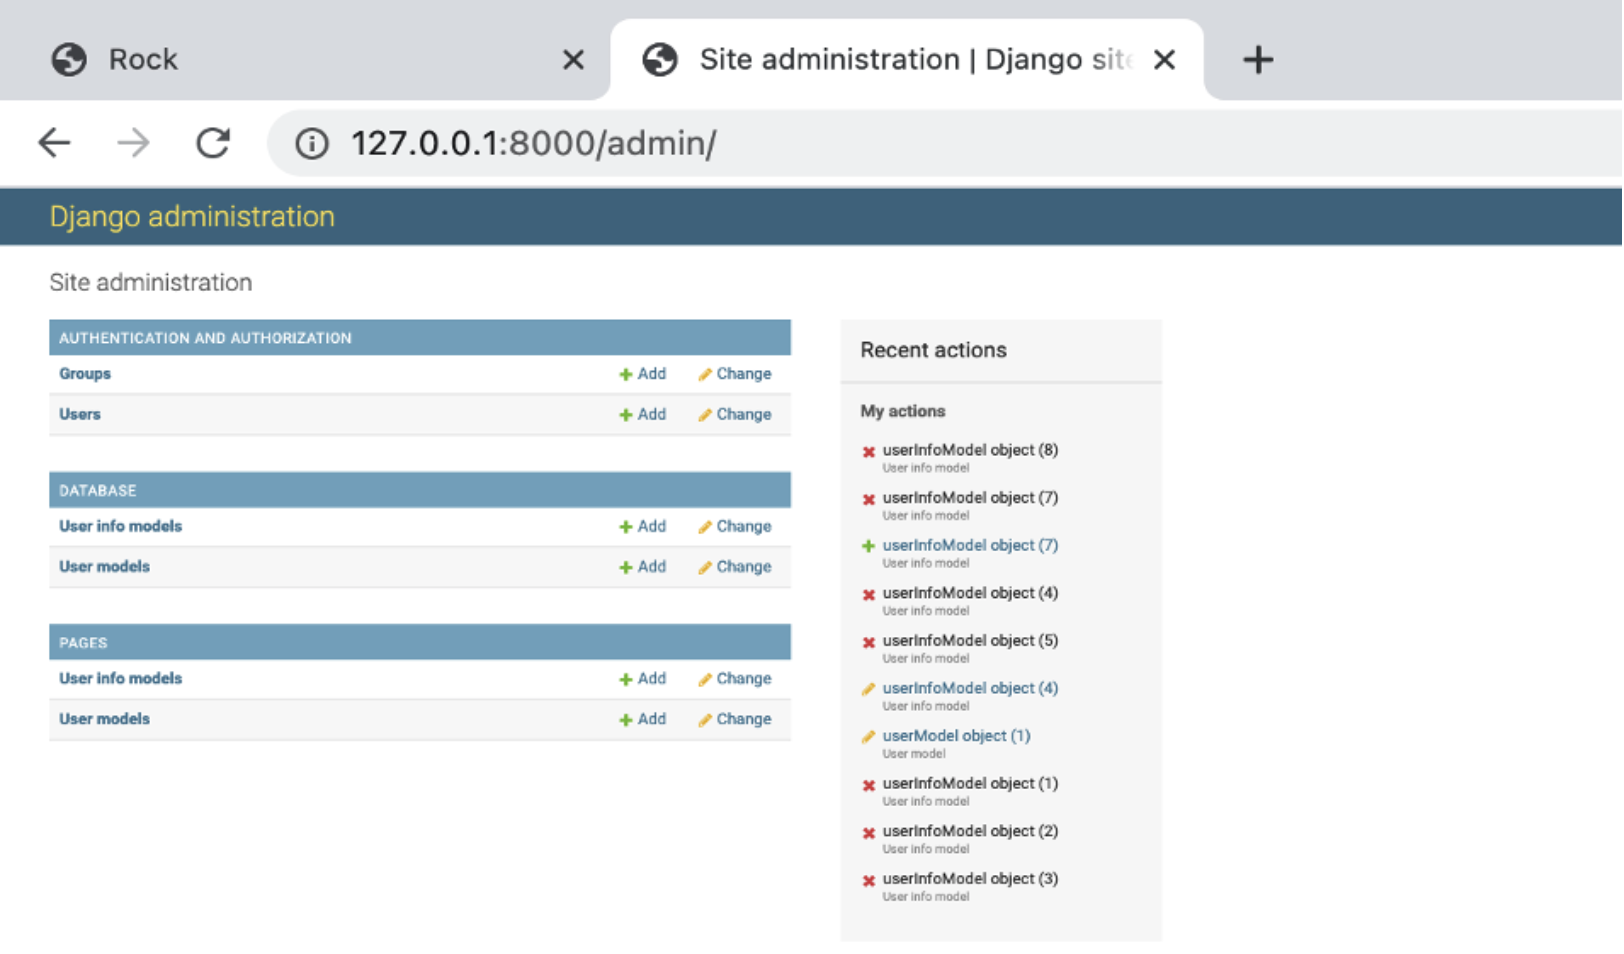 Rock
Site administration | Django site
127.0.0.1:8000/admin/
Django administration
Site administration
AUTHENTICATION AND AUTHORIZATION
Groups Add Change
Users Add Change
DATABASE
User info models Add Change
User models Add Change
PAGES
User info models Add Change
User models Add Change
Recent actions
My actions
userInfoModel object (8)
User info model
userInfoModel object (7)
User info model
userInfoModel object (7)
User info model
userInfoModel object (4)
User info model
userInfoModel object (5)
User info model
userInfoModel object (4)
User info model
userModel object (1)
User model
userInfoModel object (1)
User info model
userInfoModel object (2)
User info model
userInfoModel object (3)
User info model